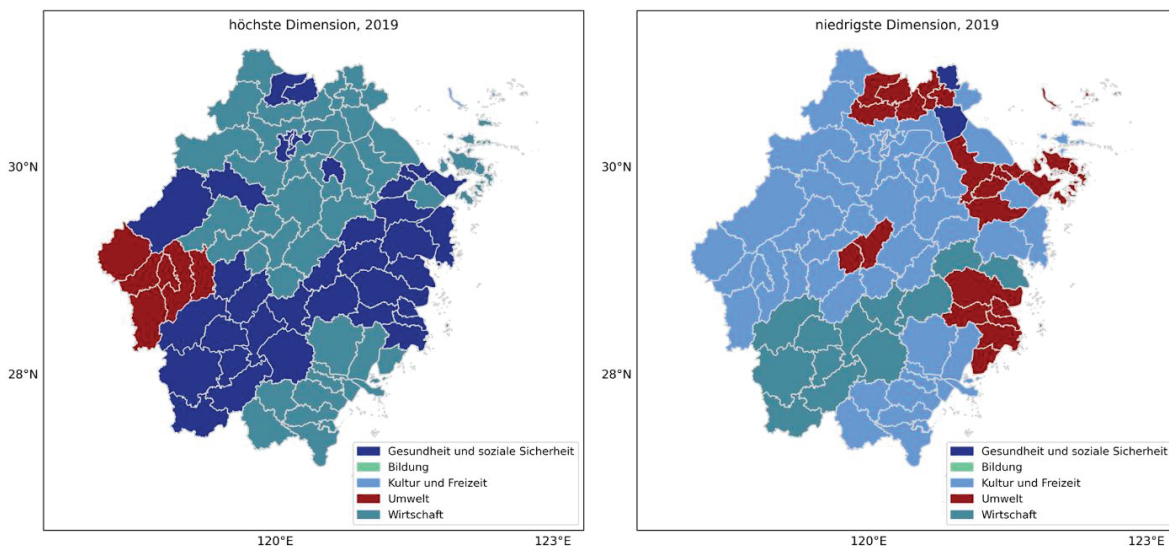 höchste Dimension, 2019
30°N
28°N
Gesundheit und soziale Sicherheit
Bildung
Kultur und Freizeit
Umwelt
Wirtschaft
120°E
123°E
niedrigste Dimension, 2019
30°N
28°N
Gesundheit und soziale Sicherheit
Bildung
Kultur und Freizeit
Umwelt
Wirtschaft
120°E
123°E